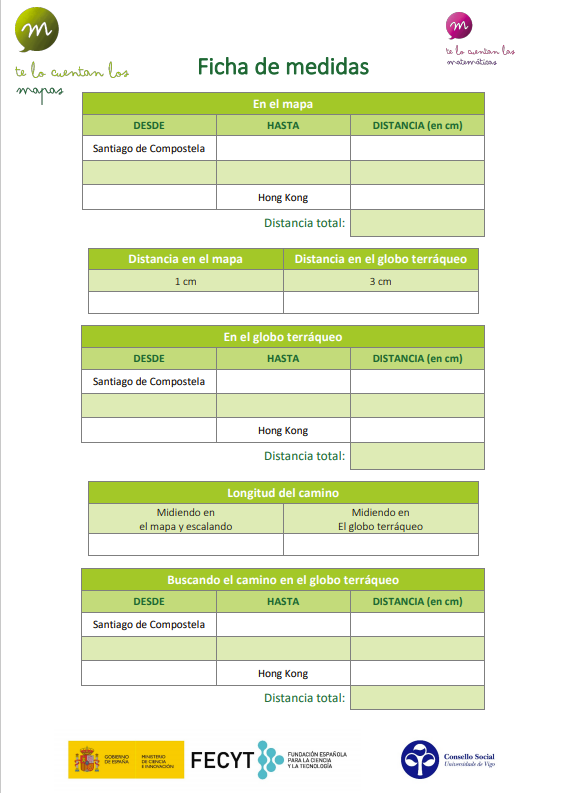 te lo cuentan los
mapas
te lo cuentan las
matemáticas
Ficha de medidas
En el mapa
DESDE HASTA DISTANCIA (en cm)
Santiago de Compostela
Hong Kong
Distancia total:
Distancia en el mapa Distancia en el globo terráqueo
1 cm 3 cm
En el globo terráqueo
DESDE HASTA DISTANCIA (en cm)
Santiago de Compostela
Hong Kong
Distancia total:
Longitud del camino
Midiendo en Midiendo en
el mapa y escalando El globo terráqueo
Buscando el camino en el globo terráqueo
DESDE HASTA DISTANCIA (en cm)
Santiago de Compostela
Hong Kong
Distancia total:
GOBIERNO
DE ESPAÑA
MINISTERIO
DE CIENCIA
E INNOVACIÓN
FECYT
FUNDACIÓN ESPAÑOLA
PARA LA CIENCIA
Y LA TECNOLOGÍA
Consello Social
Universidade de Vigo